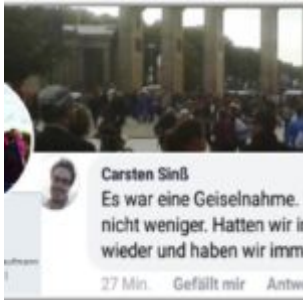 Carsten Sinß
Es war eine Geiselnahme.
nicht weniger. Hatten wir i
wieder und haben wir imm
27 Min. Gefällt mir Antw